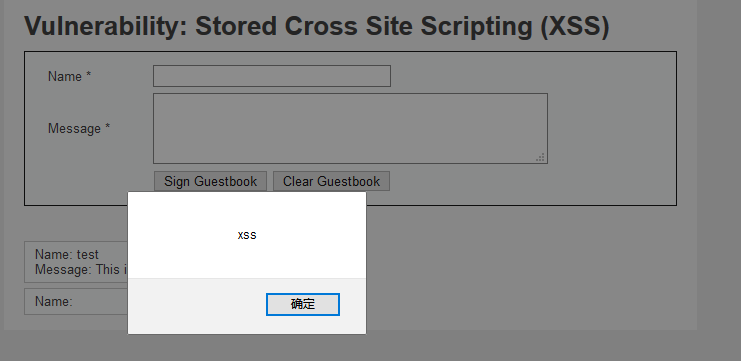 Vulnerability: Stored Cross Site Scripting (XSS)
Name *
Message *
Sign Guestbook Clear Guestbook
xss
确定
Name: test
Message: This i
Name: